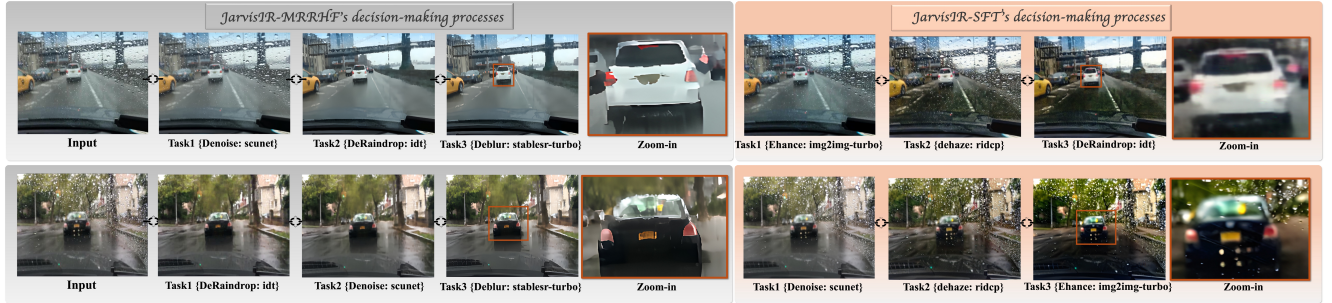 JarvisIR-MRRHF's decision-making processes
JarvisIR-SFT's decision-making processes
Input
Task1 {Denoise: scunet}
Task2 {DeRaindrop: idt}
Task3 {Deblur: stablesr-turbo}
Zoom-in
Task1 {Ehance: img2img-turbo}
Task2 {dehaze: ridcp}
Task3 {DeRaindrop: idt}
Zoom-in
Input
Task1 {DeRaindrop: idt}
Task2 {Denoise: scunet}
Task3 {Deblur: stablesr-turbo}
Zoom-in
Task1 {Denoise: scunet}
Task2 {dehaze: ridcp}
Task3 {Ehance: img2img-turbo}
Zoom-in